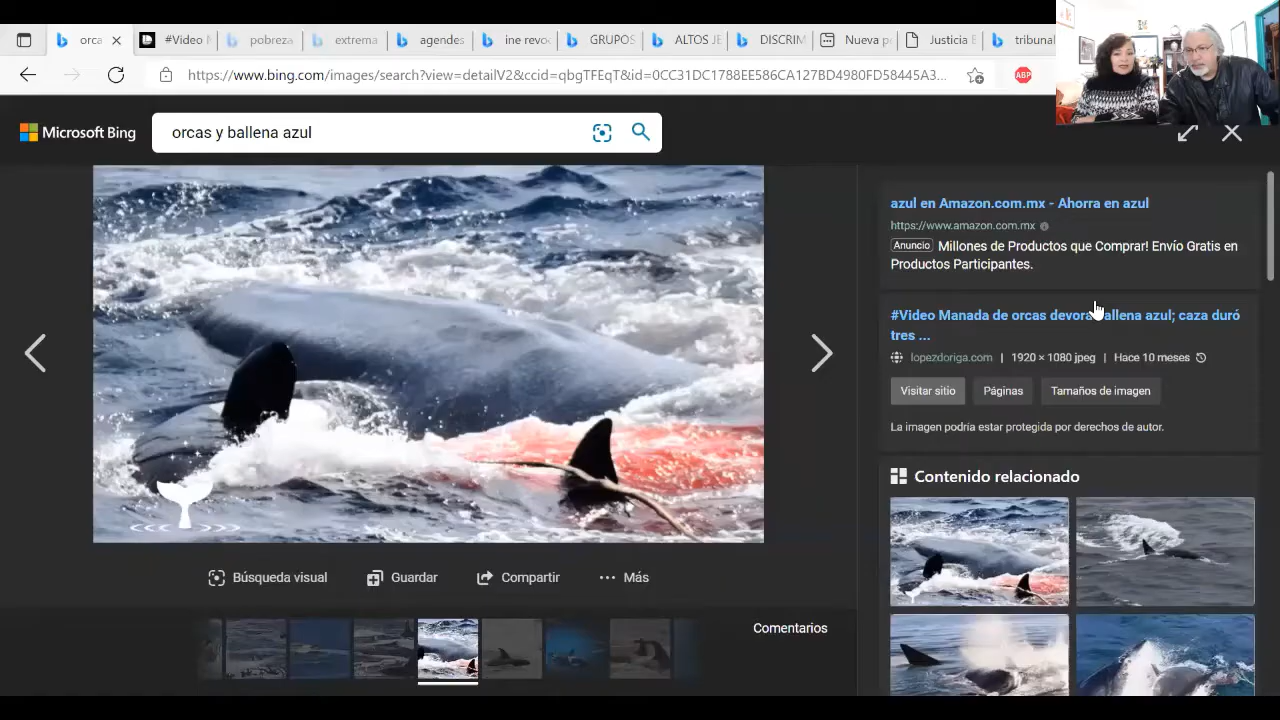 orca
#Video M
pobreza
extrema
agendes
ine revoc
GRUPOS
ALTOS JE
DISCRIM
Nueva pe
Justicia E
tribunal
https://www.bing.com/images/search?view=detailV2&ccid=qbgTFEqT&id=0CC31DC1788EE586CA127BD4980FD58445A3...
ABP
Microsoft Bing
orcas y ballena azul
azul en Amazon.com.mx - Ahorra en azul
https://www.amazon.com.mx
Anuncio Millones de Productos que Comprar! Envío Gratis en
Productos Participantes.
#Video Manada de orcas devora ballena azul; caza duró
tres ...
lopezdoriga.com | 1920 × 1080 jpeg | Hace 10 meses
Visitar sitio
Páginas
Tamaños de imagen
La imagen podría estar protegida por derechos de autor.
Contenido relacionado
Búsqueda visual
Guardar
Compartir
Más
Comentarios